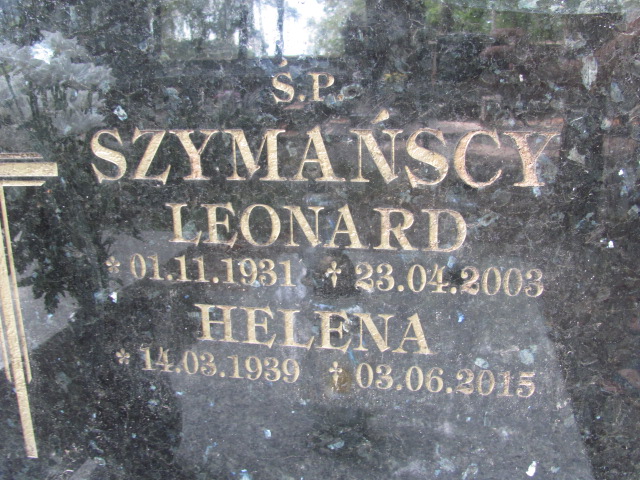 Ś.P.
SZYMAŃSCY
LEONARD
* 01.11.1931 † 23.04.2003
HELENA
* 14.03.1939 † 03.06.2015